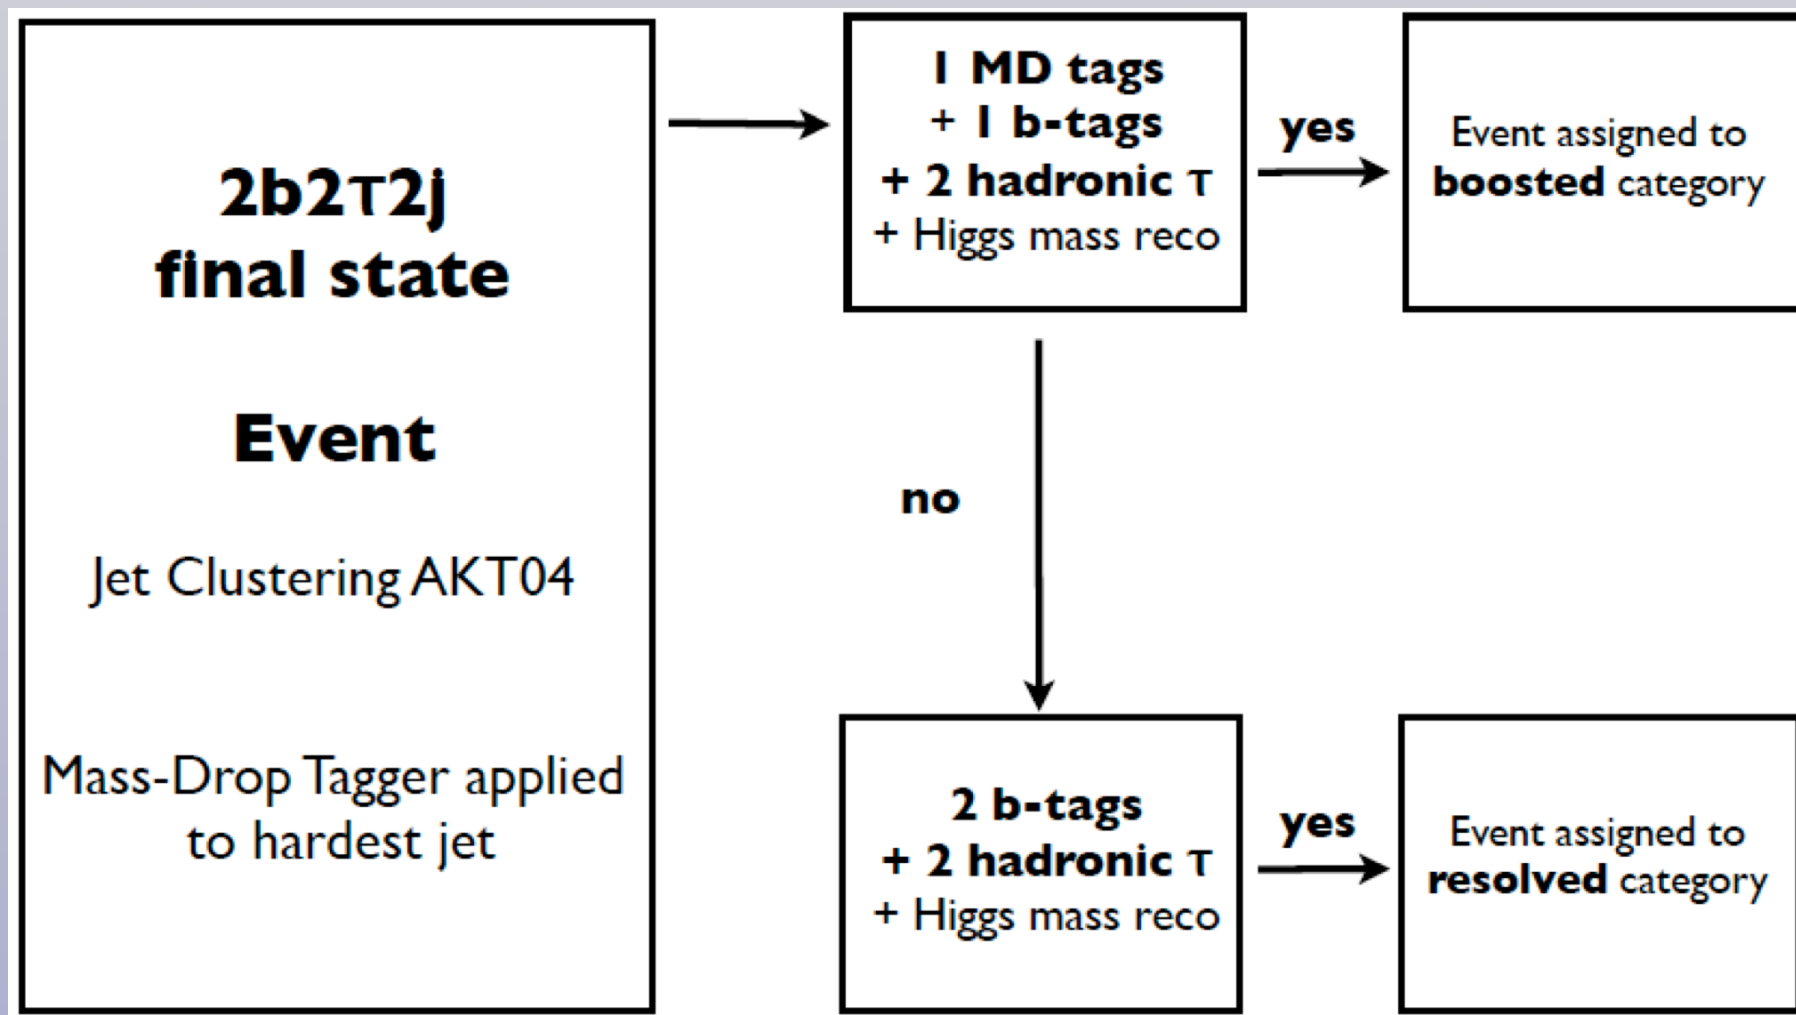 2b2τ2j
final state
Event
Jet Clustering AKT04
Mass-Drop Tagger applied
to hardest jet
1 MD tags
+ 1 b-tags
+ 2 hadronic τ
+ Higgs mass reco
yes
Event assigned to
boosted category
no
2 b-tags
+ 2 hadronic τ
+ Higgs mass reco
yes
Event assigned to
resolved category